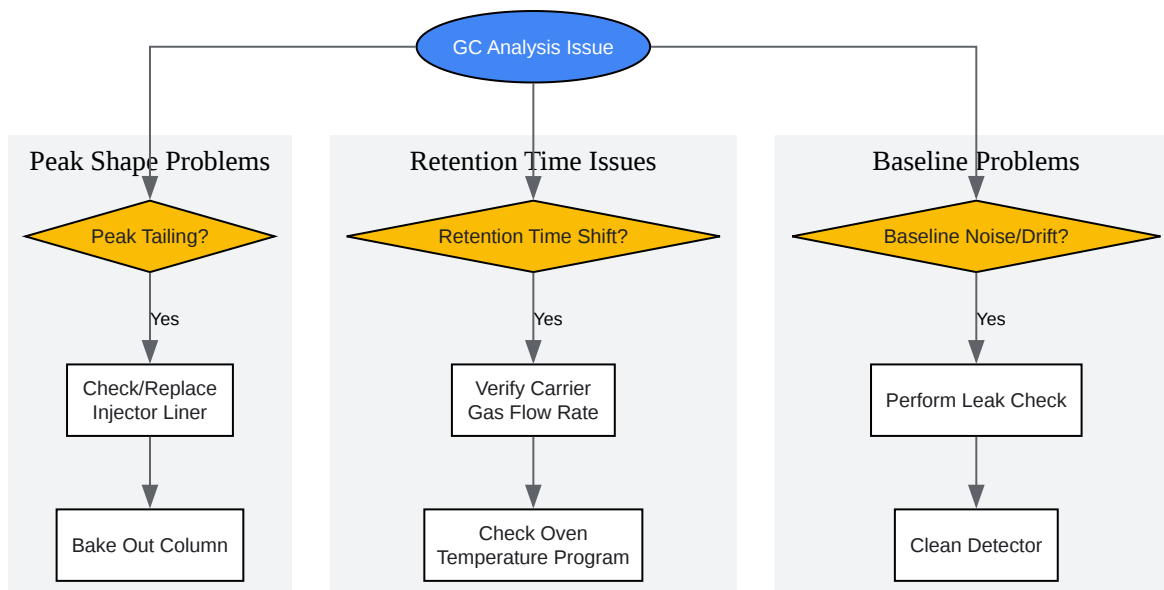 GC Analysis Issue
Peak Shape Problems
Retention Time Issues
Baseline Problems
Peak Tailing?
Retention Time Shift?
Baseline Noise/Drift?
Yes
Yes
Yes
Check/Replace
Injector Liner
Verify Carrier
Gas Flow Rate
Perform Leak Check
Bake Out Column
Check Oven
Temperature Program
Clean Detector